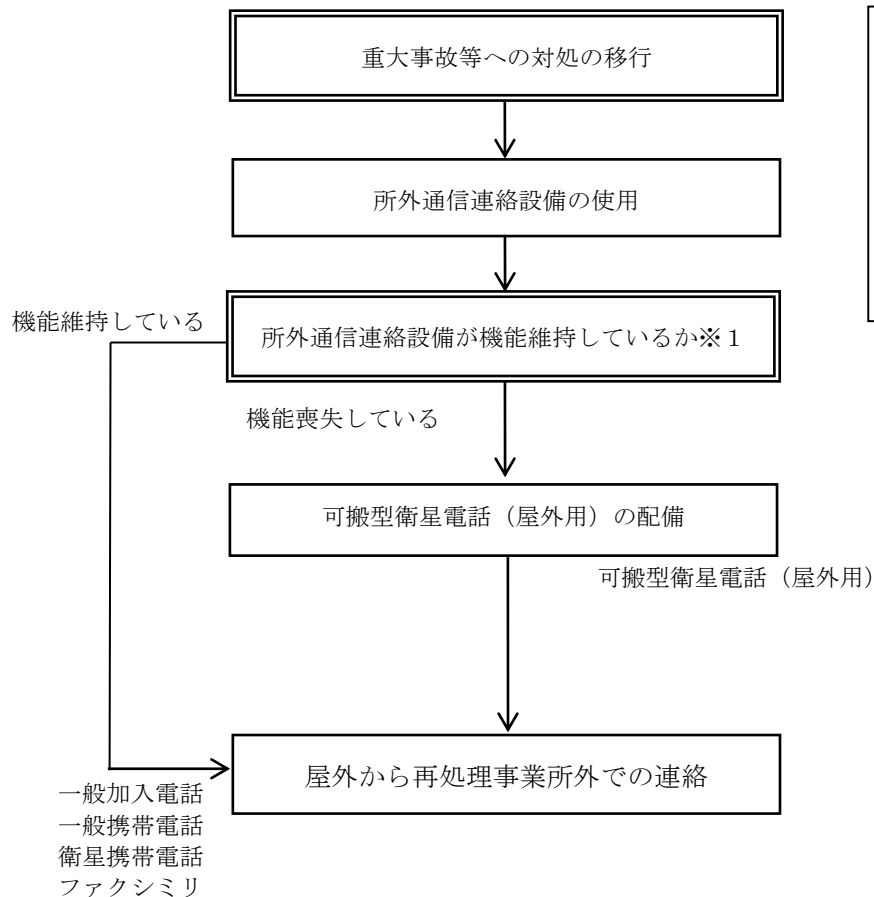 重大事故等への対処の移行
所外通信連絡設備の使用
機能維持している
所外通信連絡設備が機能維持しているか※１
機能喪失している
可搬型衛星電話（屋外用）の配備
可搬型衛星電話（屋外用）
屋外から再処理事業所外での連絡
一般加入電話
一般携帯電話
衛星携帯電話
ファクシミリ